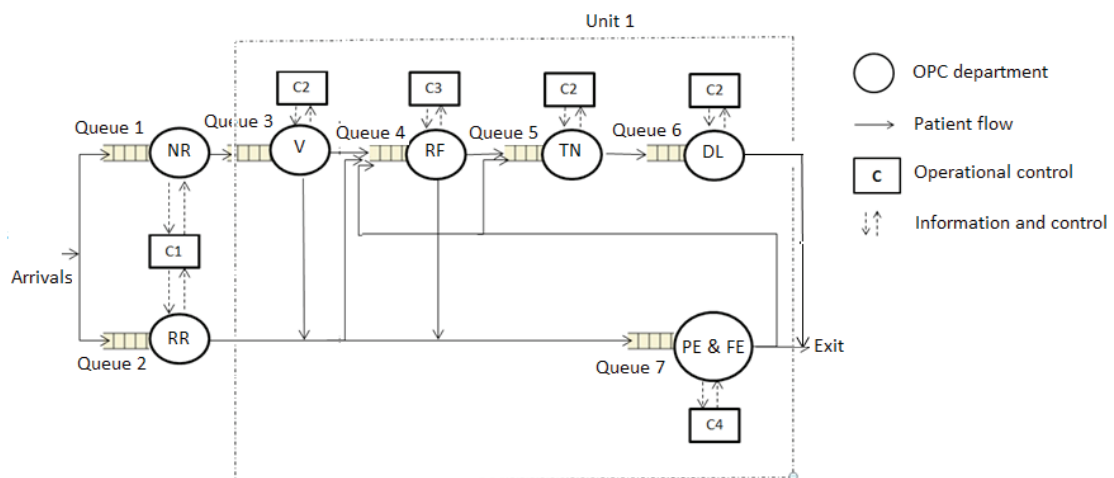 Unit 1
C2
C3
C2
C2
Queue 1
Queue 3
Queue 4
Queue 5
Queue 6
NR
V
RF
TN
DL
C1
Arrivals
RR
Queue 2
PE & FE
Queue 7
Exit
C4
OPC department
Patient flow
C
Operational control
Information and control